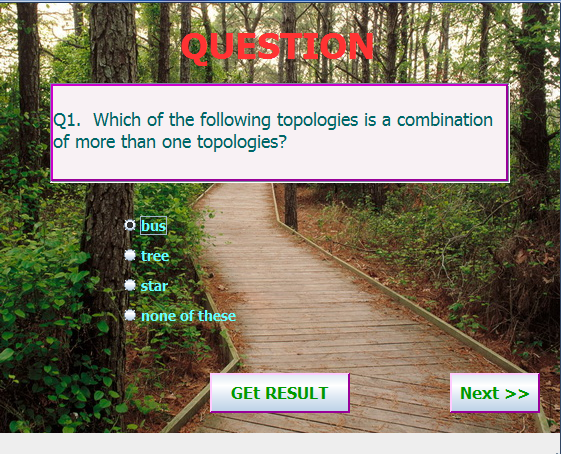 QUESTION
Q1. Which of the following topologies is a combination
of more than one topologies?
bus
tree
star
none of these
GEt RESULT
Next >>